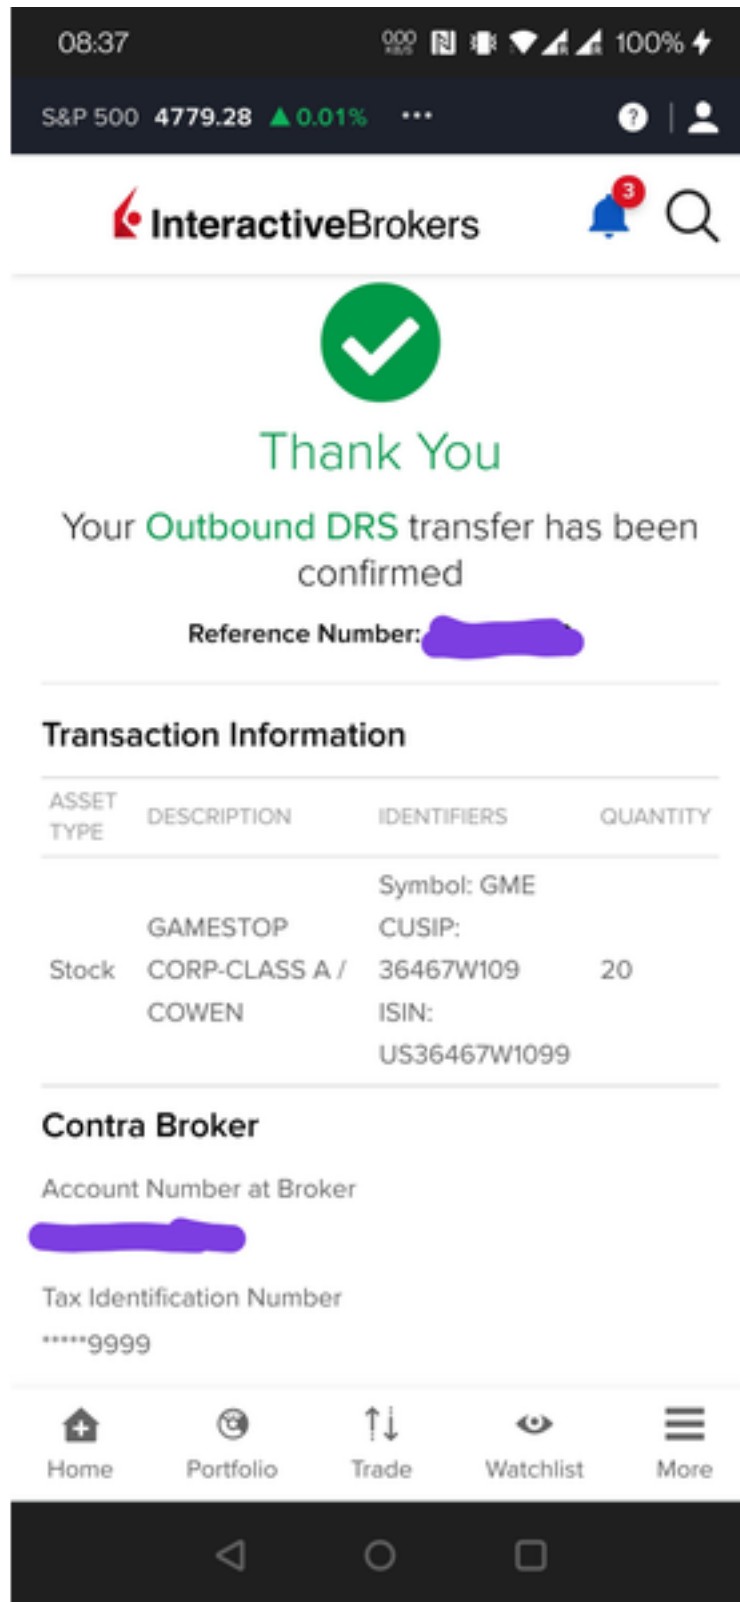 08:37 000 KB/S 100%
S&P 500 4779.28 ▲0.01% ... ?
InteractiveBrokers 3
Thank You
Your Outbound DRS transfer has been
confirmed
Reference Number:
Transaction Information
ASSET TYPE DESCRIPTION IDENTIFIERS QUANTITY
Stock
GAMESTOP
CORP-CLASS A /
COWEN
Symbol: GME
CUSIP:
36467W109
ISIN:
US36467W1099
20
Contra Broker
Account Number at Broker
Tax Identification Number
*****9999
Home Portfolio Trade Watchlist More